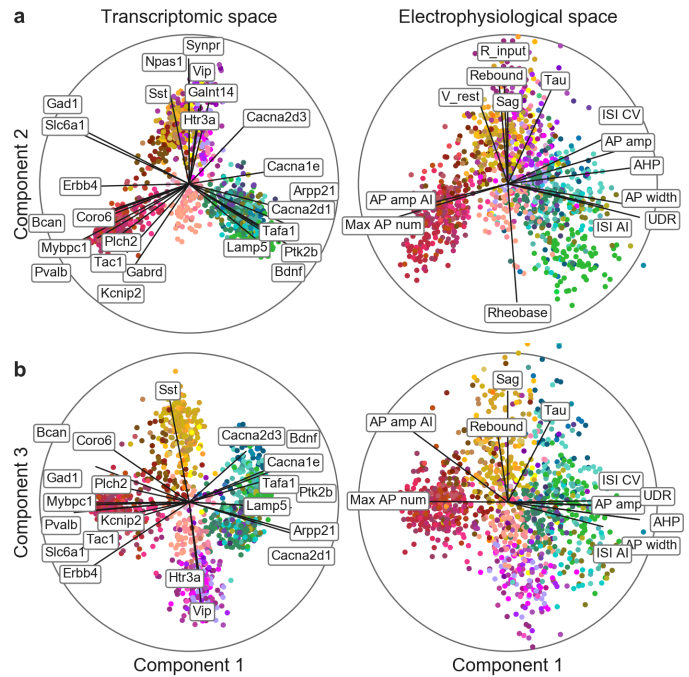 a
Transcriptomic space
Electrophysiological space
Synpr
Npas1
Vip
Sst
Galnt14
Gad1
Slc6a1
Htr3a
Cacna2d3
Cacna1e
Erbb4
Arpp21
Cacna2d1
Coro6
Bcan
Tafa1
Mybpc1
Plch2
Lamp5
Ptk2b
Tac1
Pvalb
Gabrd
Bdnf
Kcnip2
Component 2
R_input
Rebound
Tau
V_rest
Sag
ISI CV
AP amp
AHP
AP amp AI
AP width
Max AP num
UDR
ISI AI
Rheobase
b
Sst
Bcan
Coro6
Cacna2d3
Bdnf
Cacna1e
Gad1
Plch2
Tafa1
Ptk2b
Mybpc1
Lamp5
Pvalb
Kcnip2
Arpp21
Tac1
Slc6a1
Cacna2d1
Erbb4
Htr3a
Vip
Component 3
Component 1
Sag
Tau
AP amp AI
Rebound
ISI CV
Max AP num
UDR
AP amp
AHP
AP width
ISI AI
Component 1